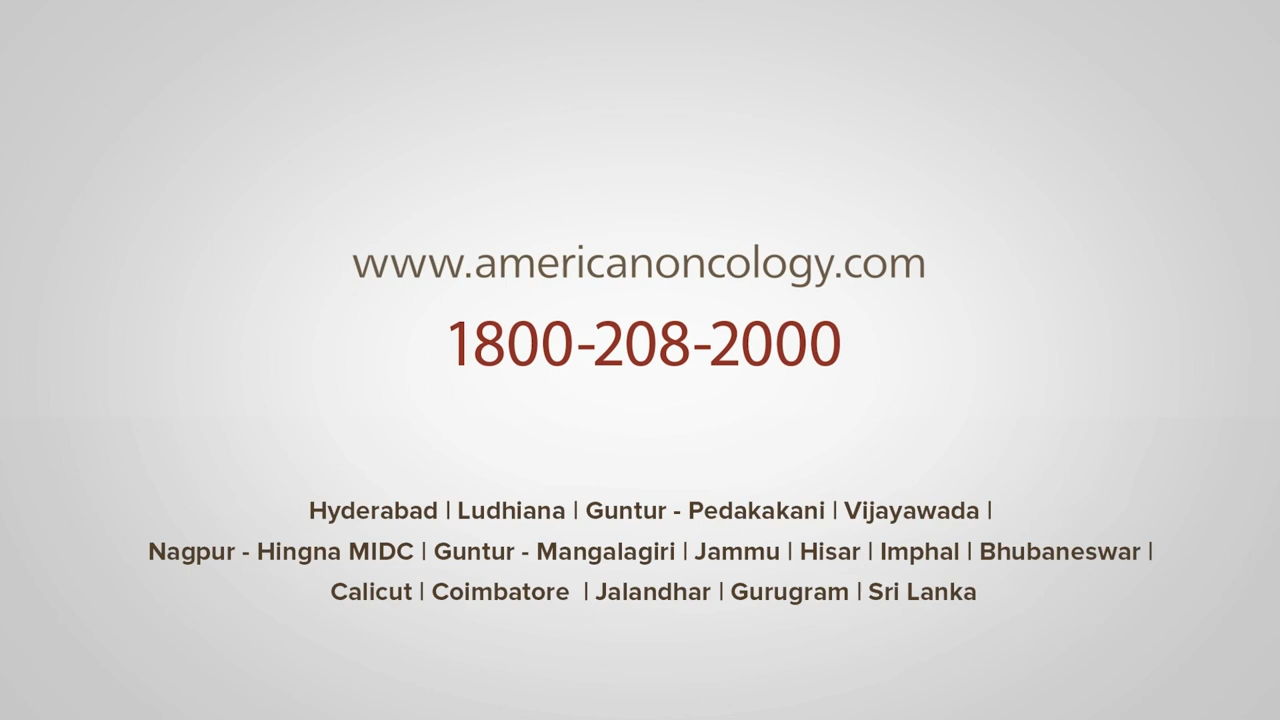 www.americanoncology.com
1800-208-2000
Hyderabad | Ludhiana | Guntur - Pedakakani | Vijayawada |
Nagpur - Hingna MIDC | Guntur - Mangalagiri | Jammu | Hisar | Imphal | Bhubaneswar |
Calicut | Coimbatore | Jalandhar | Gurugram | Sri Lanka